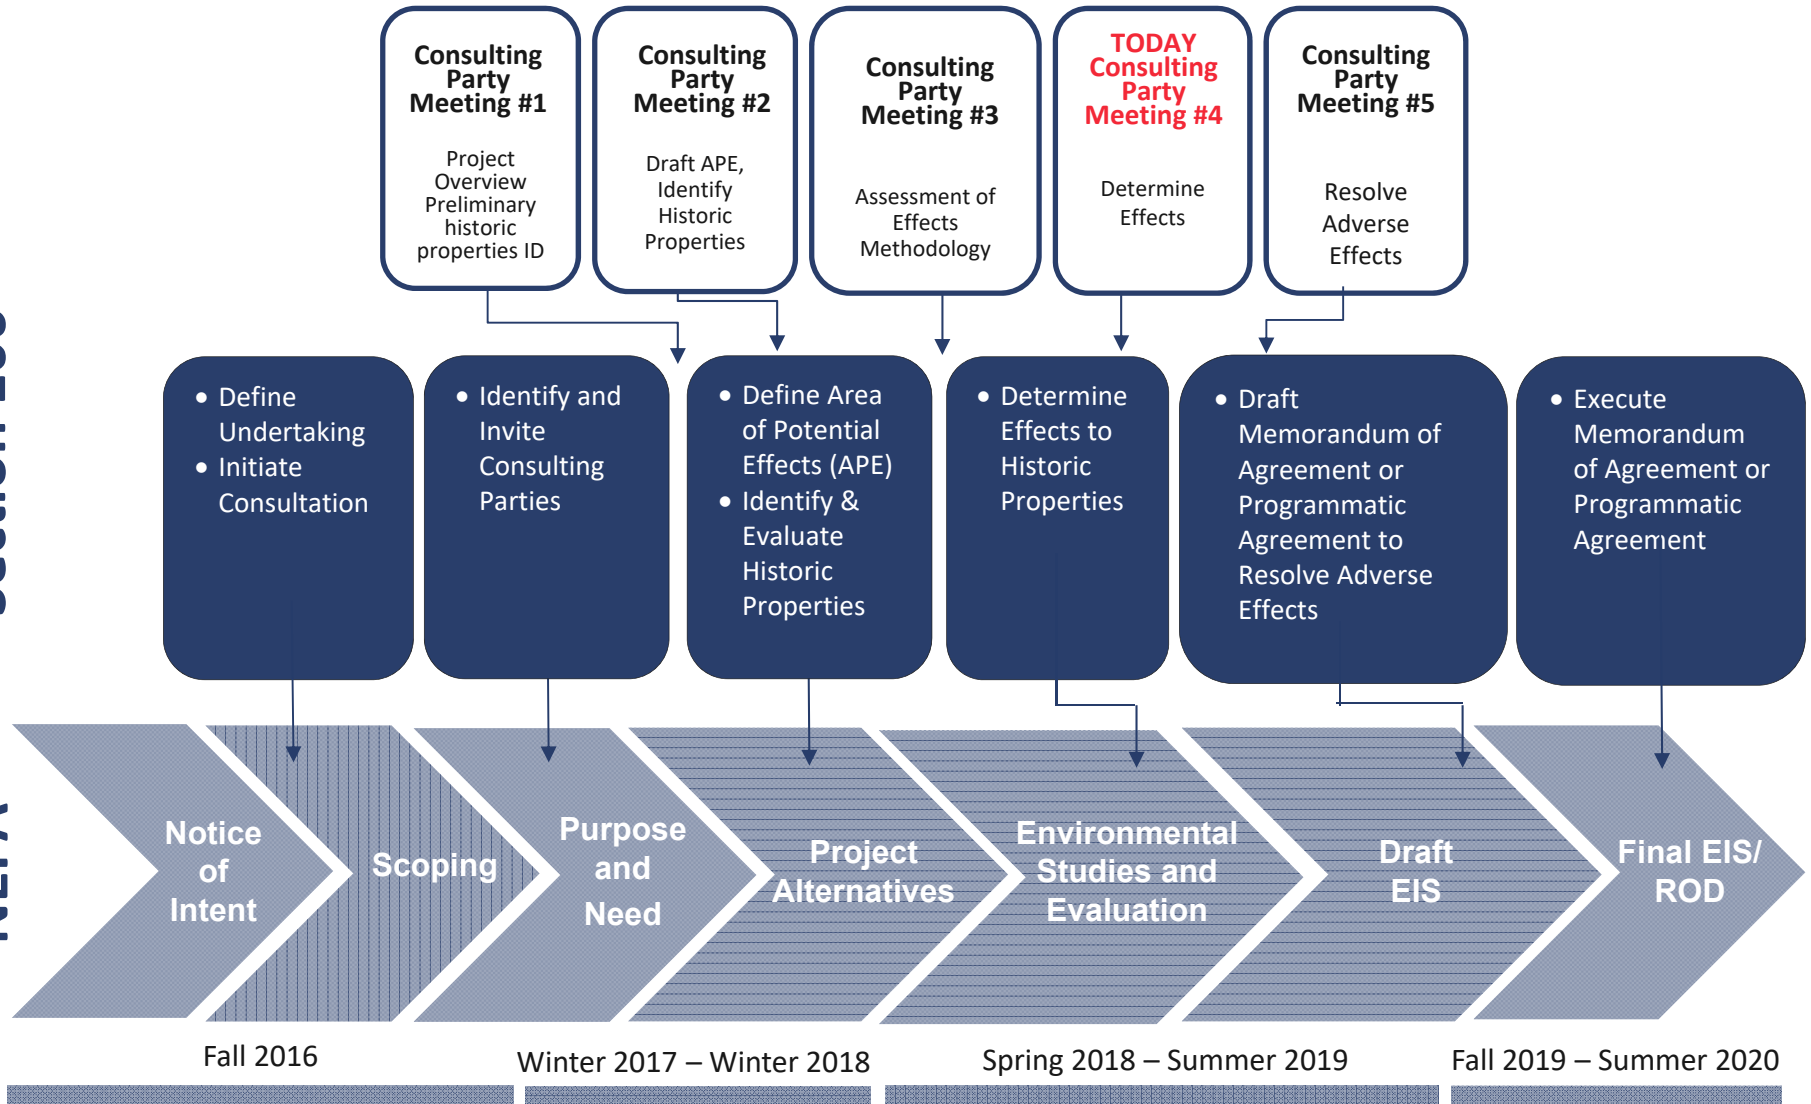 Consulting
Party
Meeting #1
Project
Overview
Preliminary
historic
properties ID
Consulting
Party
Meeting #2
Draft APE,
Identify
Historic
Properties
Consulting
Party
Meeting #3
Assessment of
Effects
Methodology
TODAY
Consulting
Party
Meeting #4
Determine
Effects
Consulting
Party
Meeting #5
Resolve
Adverse
Effects
• Define
Undertaking
• Initiate
Consultation
• Identify and
Invite
Consulting
Parties
• Define Area
of Potential
Effects (APE)
• Identify &
Evaluate
Historic
Properties
• Determine
Effects to
Historic
Properties
• Draft
Memorandum of
Agreement or
Programmatic
Agreement to
Resolve Adverse
Effects
• Execute
Memorandum
of Agreement or
Programmatic
Agreement
Notice
of
Intent
Scoping
Purpose
and
Need
Project
Alternatives
Environmental
Studies and
Evaluation
Draft
EIS
Final EIS/
ROD
Fall 2016
Winter 2017 – Winter 2018
Spring 2018 – Summer 2019
Fall 2019 – Summer 2020